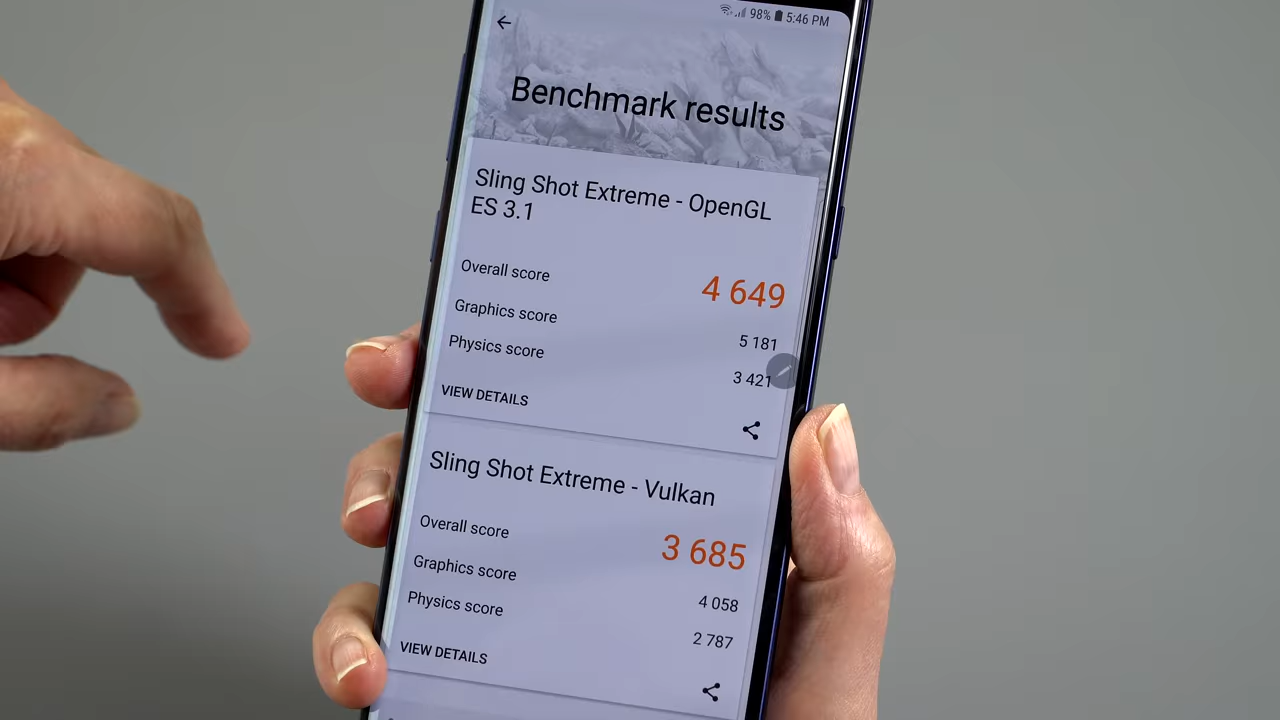 98% 5:46 PM
Benchmark results
Sling Shot Extreme - OpenGL
ES 3.1
Overall score 4 649
Graphics score 5 181
Physics score 3 421
VIEW DETAILS
Sling Shot Extreme - Vulkan
Overall score 3 685
Graphics score 4 058
Physics score 2 787
VIEW DETAILS